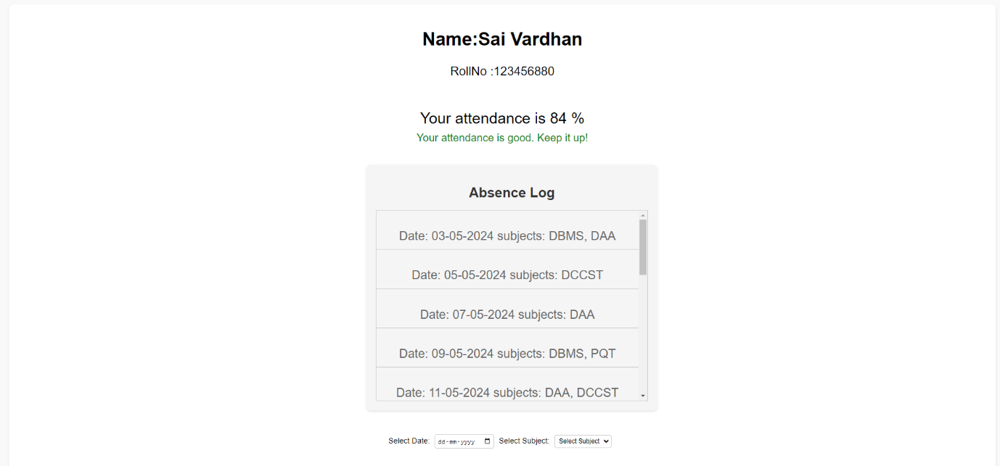 Name:Sai Vardhan
RollNo :123456880
Your attendance is 84 %
Your attendance is good. Keep it up!
Absence Log
Date: 03-05-2024 subjects: DBMS, DAA
Date: 05-05-2024 subjects: DCCST
Date: 07-05-2024 subjects: DAA
Date: 09-05-2024 subjects: DBMS, PQT
Date: 11-05-2024 subjects: DAA, DCCST
Select Date: dd-mm-yyyy Select Subject: Select Subject